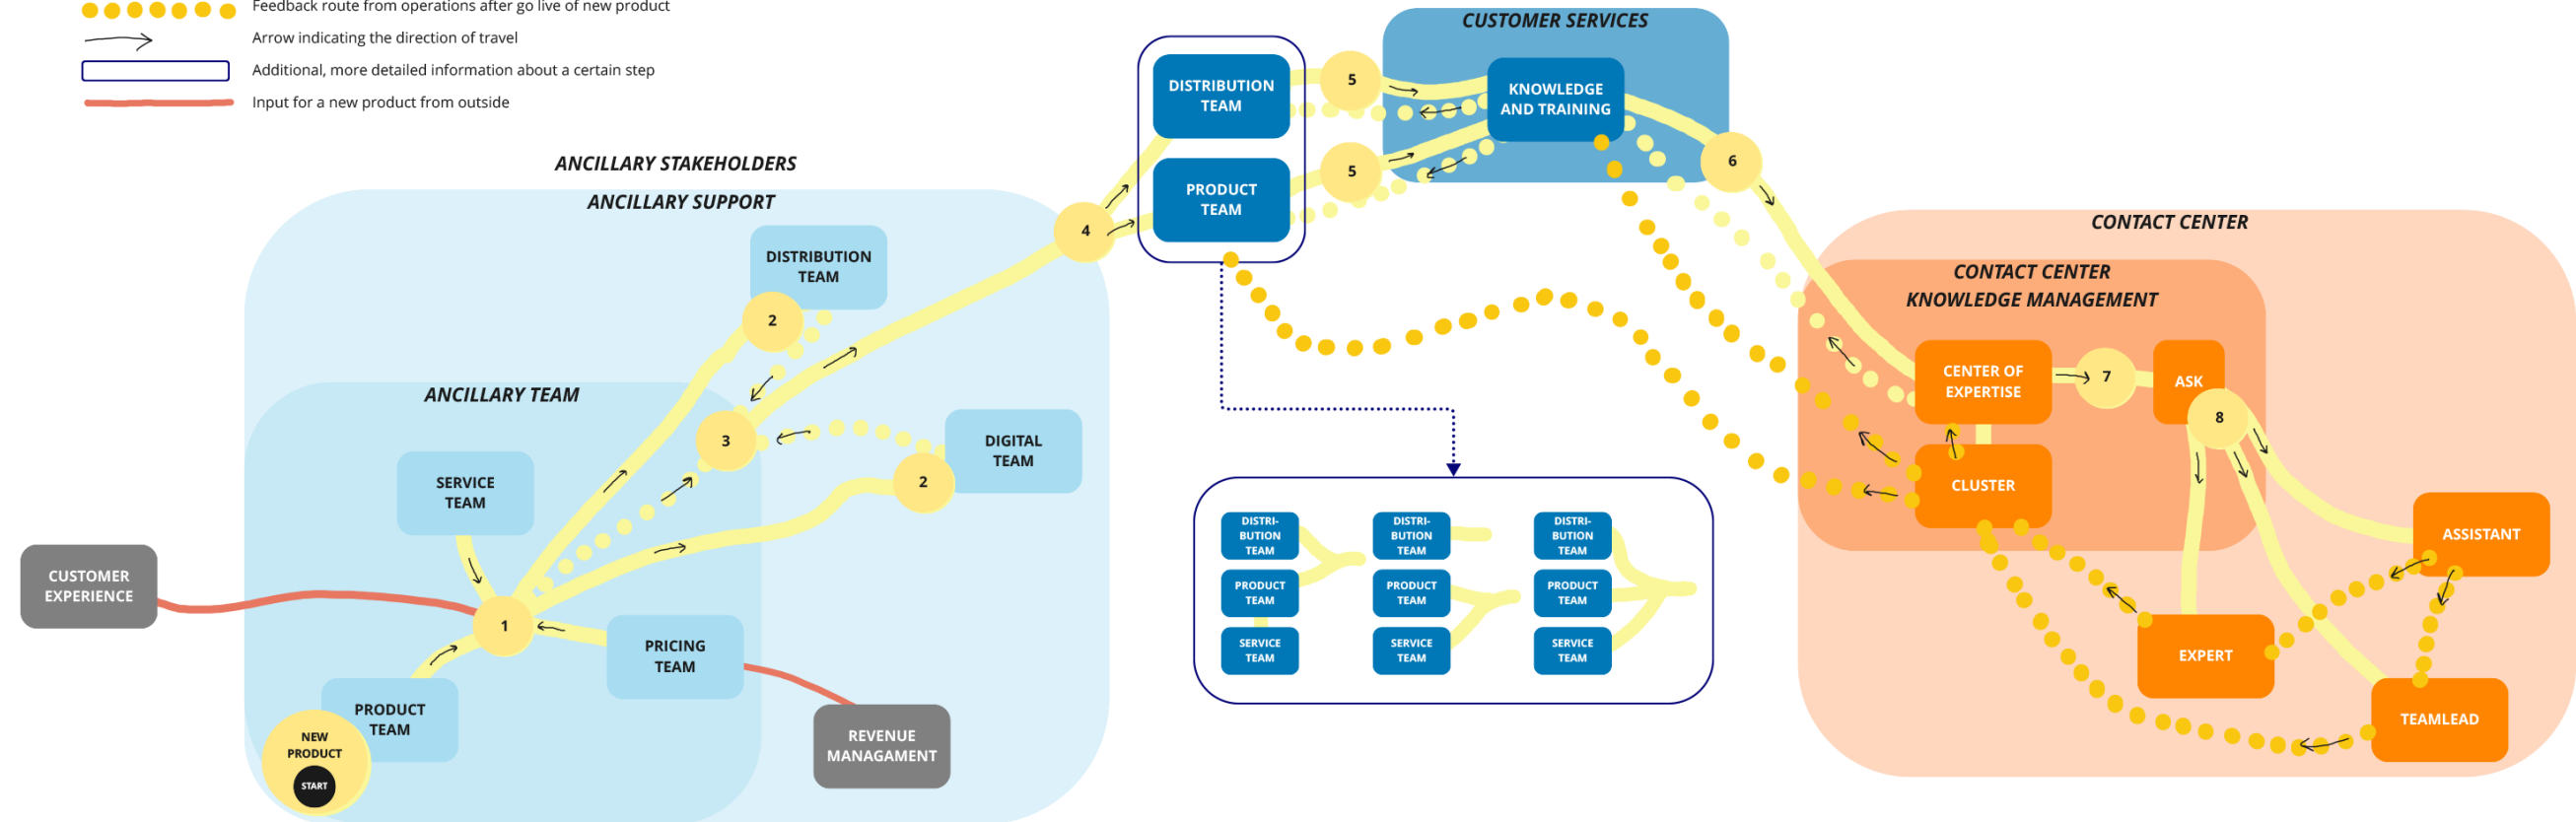 Feedback route from operations after go live of new product
Arrow indicating the direction of travel
Additional, more detailed information about a certain step
Input for a new product from outside
ANCILLARY STAKEHOLDERS
ANCILLARY SUPPORT
DISTRIBUTION
TEAM
2
ANCILLARY TEAM
3
DIGITAL
TEAM
2
SERVICE
TEAM
CUSTOMER
EXPERIENCE
1
PRICING
TEAM
PRODUCT
TEAM
NEW
PRODUCT
START
REVENUE
MANAGAMENT
4
DISTRIBUTION
TEAM
PRODUCT
TEAM
5
5
CUSTOMER SERVICES
KNOWLEDGE
AND TRAINING
6
DISTRI-
BUTION
TEAM
PRODUCT
TEAM
SERVICE
TEAM
DISTRI-
BUTION
TEAM
PRODUCT
TEAM
SERVICE
TEAM
DISTRI-
BUTION
TEAM
PRODUCT
TEAM
SERVICE
TEAM
CONTACT CENTER
CONTACT CENTER
KNOWLEDGE MANAGEMENT
CENTER OF
EXPERTISE
7
ASK
8
CLUSTER
ASSISTANT
EXPERT
TEAMLEAD